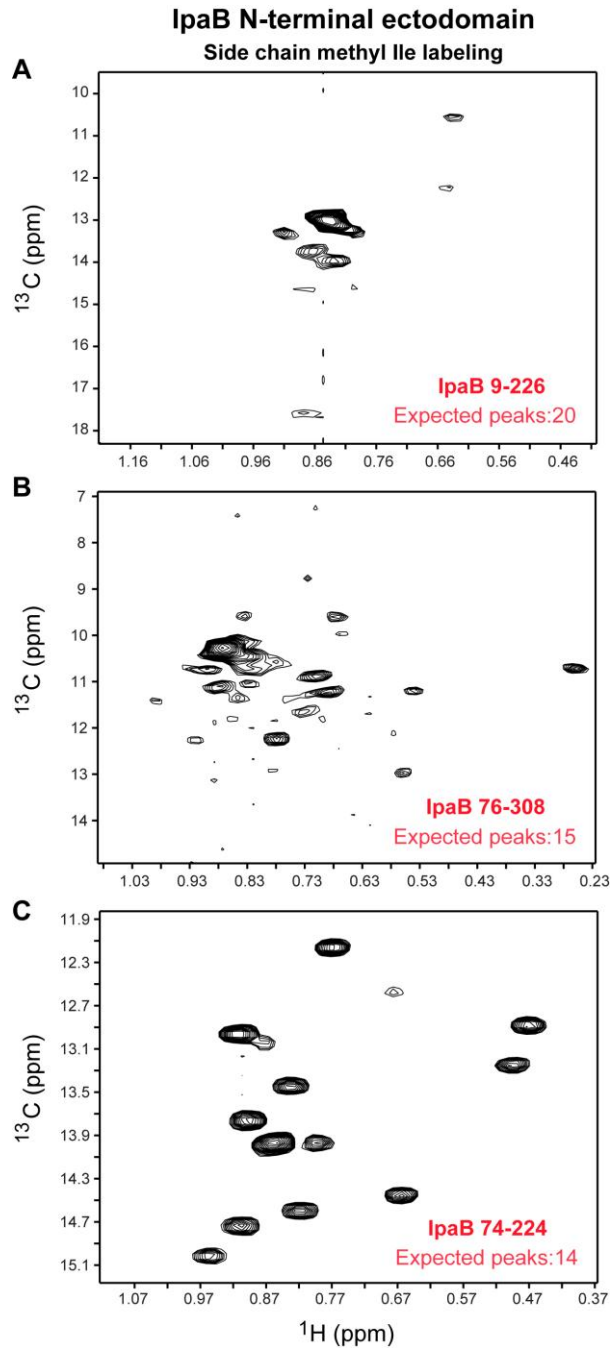 IpaB N-terminal ectodomain
Side chain methyl Ile labeling
A
10
11
12
13
14
15
16
17
18
13C (ppm)
IpaB 9-226
Expected peaks:20
1.16 1.06 0.96 0.86 0.76 0.66 0.56 0.46
B
7
8
9
10
11
12
13
14
13C (ppm)
IpaB 76-308
Expected peaks:15
1.03 0.93 0.83 0.73 0.63 0.53 0.43 0.33 0.23
C
11.9
12.3
12.7
13.1
13.5
13.9
14.3
14.7
15.1
13C (ppm)
IpaB 74-224
Expected peaks:14
1.07 0.97 0.87 0.77 0.67 0.57 0.47 0.37
1H (ppm)